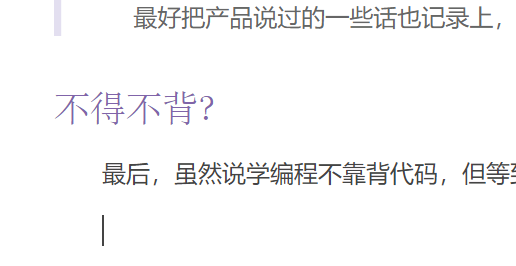 最好把产品说过的一些话也记录上，
不得不背？
最后，虽然说学编程不靠背代码，但等